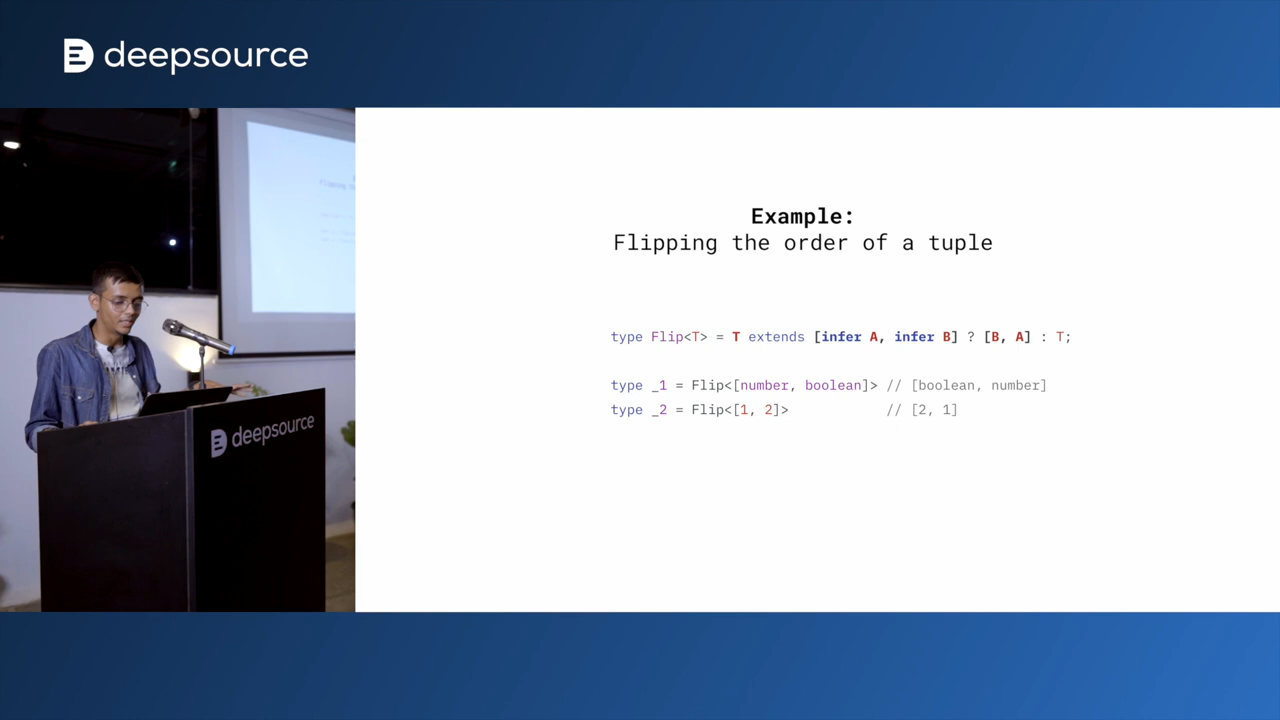 deepsource
deepsource
Example:
Flipping the order of a tuple
type Flip<T> = T extends [infer A, infer B] ? [B, A] : T;
type _1 = Flip<[number, boolean]> // [boolean, number]
type _2 = Flip<[1, 2]> // [2, 1]